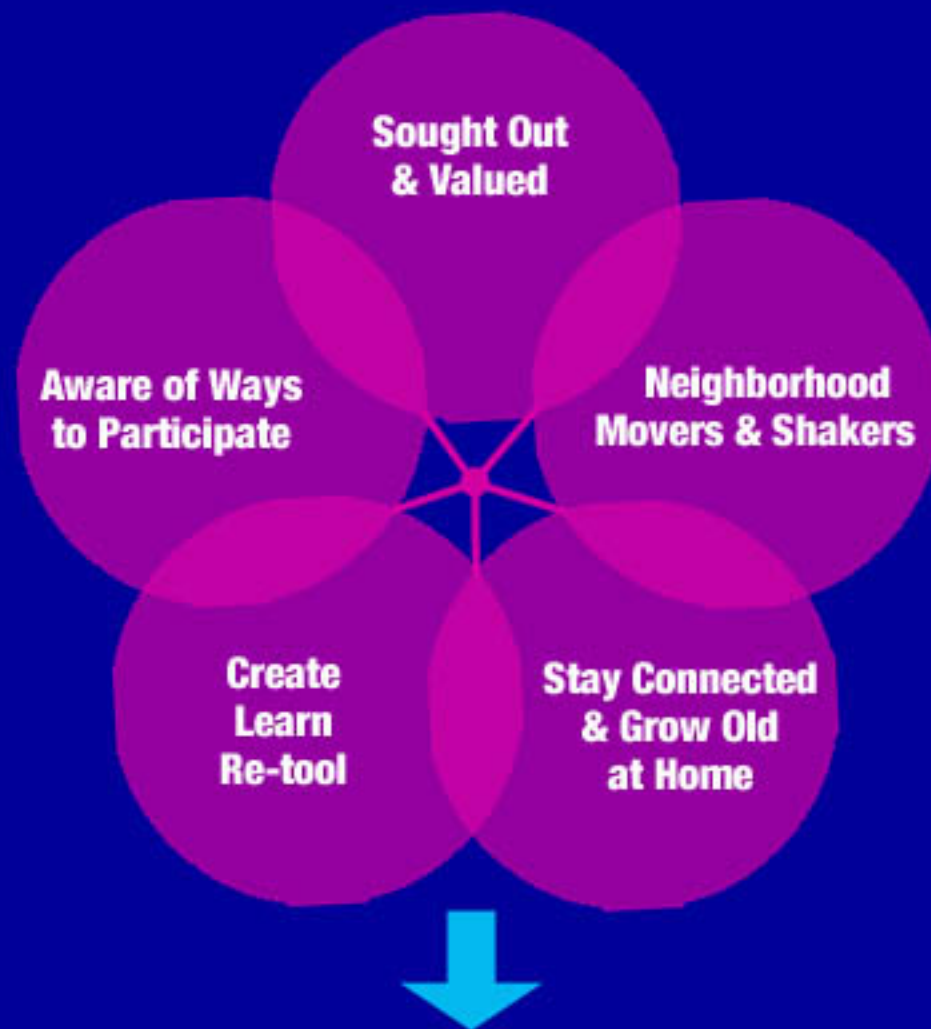 Sought Out
& Valued
Aware of Ways
to Participate
Neighborhood
Movers & Shakers
Create
Learn
Re-tool
Stay Connected
& Grow Old
at Home